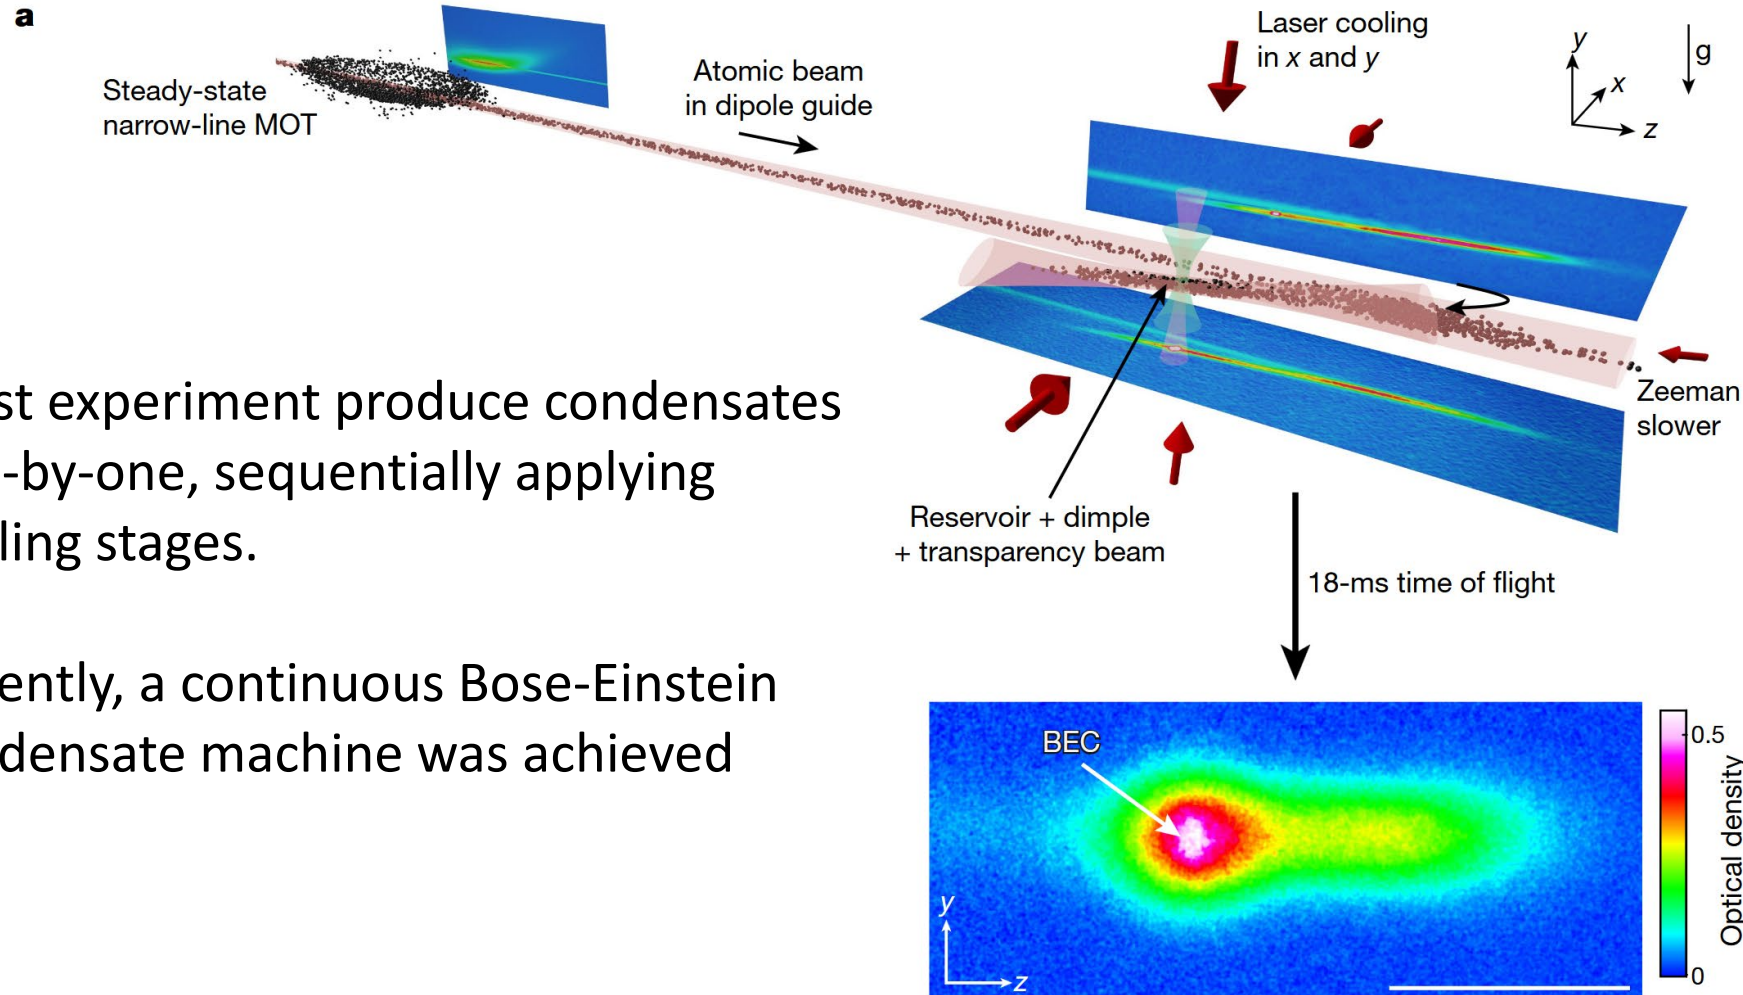 a
Steady-state
narrow-line MOT
Atomic beam
in dipole guide
Laser cooling
in x and y
y
x
z
g
Zeeman
slower
Reservoir + dimple
+ transparency beam
18-ms time of flight
st experiment produce condensates
-by-one, sequentially applying
ling stages.
ently, a continuous Bose-Einstein
densate machine was achieved
BEC
y
z
0.5
0
Optical density